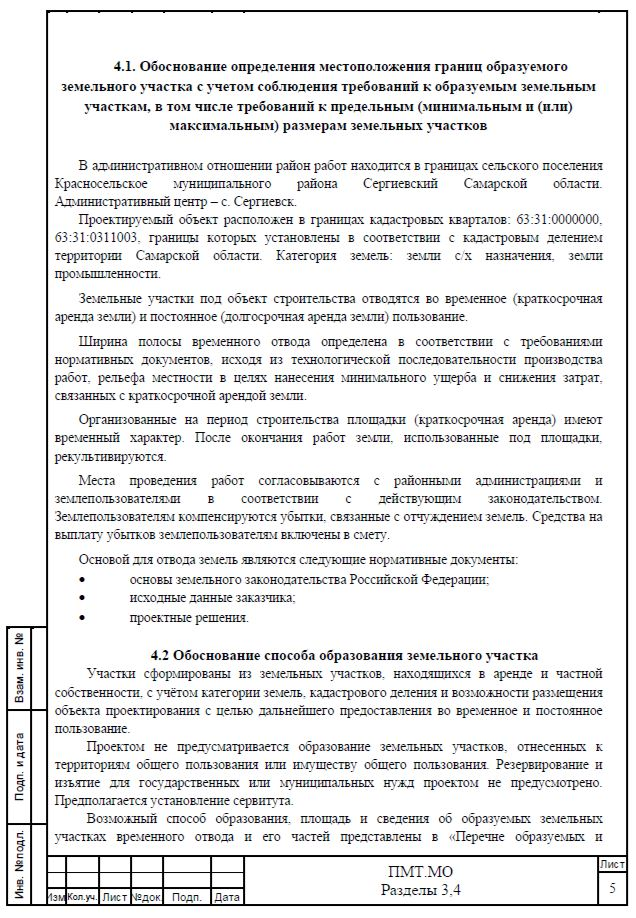 4.1. Обоснование определения местоположения границ образуемого
земельного участка с учетом соблюдения требований к образуемым земельным
участкам, в том числе требований к предельным (минимальным и (или)
максимальным) размерам земельных участков
В административном отношении район работ находится в границах сельского поселения
Красносельское муниципального района Сергиевский Самарской области.
Административный центр – с. Сергиевск.
Проектируемый объект расположен в границах кадастровых кварталов: 63:31:0000000,
63:31:0311003, границы которых установлены в соответствии с кадастровым делением
территории Самарской области. Категория земель: земли с/х назначения, земли
промышленности.
Земельные участки под объект строительства отводятся во временное (краткосрочная
аренда земли) и постоянное (долгосрочная аренда земли) пользование.
Ширина полосы временного отвода определена в соответствии с требованиями
нормативных документов, исходя из технологической последовательности производства
работ, рельефа местности в целях нанесения минимального ущерба и снижения затрат,
связанных с краткосрочной арендой земли.
Организованные на период строительства площадки (краткосрочная аренда) имеют
временный характер. После окончания работ земли, использованные под площадки,
рекультивируются.
Места проведения работ согласовываются с районными администрациями и
землепользователями в соответствии с действующим законодательством.
Землепользователям компенсируются убытки, связанные с отчуждением земель. Средства на
выплату убытков землепользователям включены в смету.
Основой для отвода земель являются следующие нормативные документы:
• основы земельного законодательства Российской Федерации;
• исходные данные заказчика;
• проектные решения.
4.2 Обоснование способа образования земельного участка
Участки сформированы из земельных участков, находящихся в аренде и частной
собственности, с учётом категории земель, кадастрового деления и возможности размещения
объекта проектирования с целью дальнейшего предоставления во временное и постоянное
пользование.
Проектом не предусматривается образование земельных участков, отнесенных к
территориям общего пользования или имуществу общего пользования. Резервирование и
изъятие для государственных или муниципальных нужд проектом не предусмотрено.
Предполагается установление сервитута.
Возможный способ образования, площадь и сведения об образуемых земельных
участках временного отвода и его частей представлены в «Перечне образуемых и
Взам. инв. №
Подп. и дата
Инв. №подл.
Изм Кол.уч. Лист №док. Подп. Дата
ПМТ.МО
Разделы 3,4
Лист
5